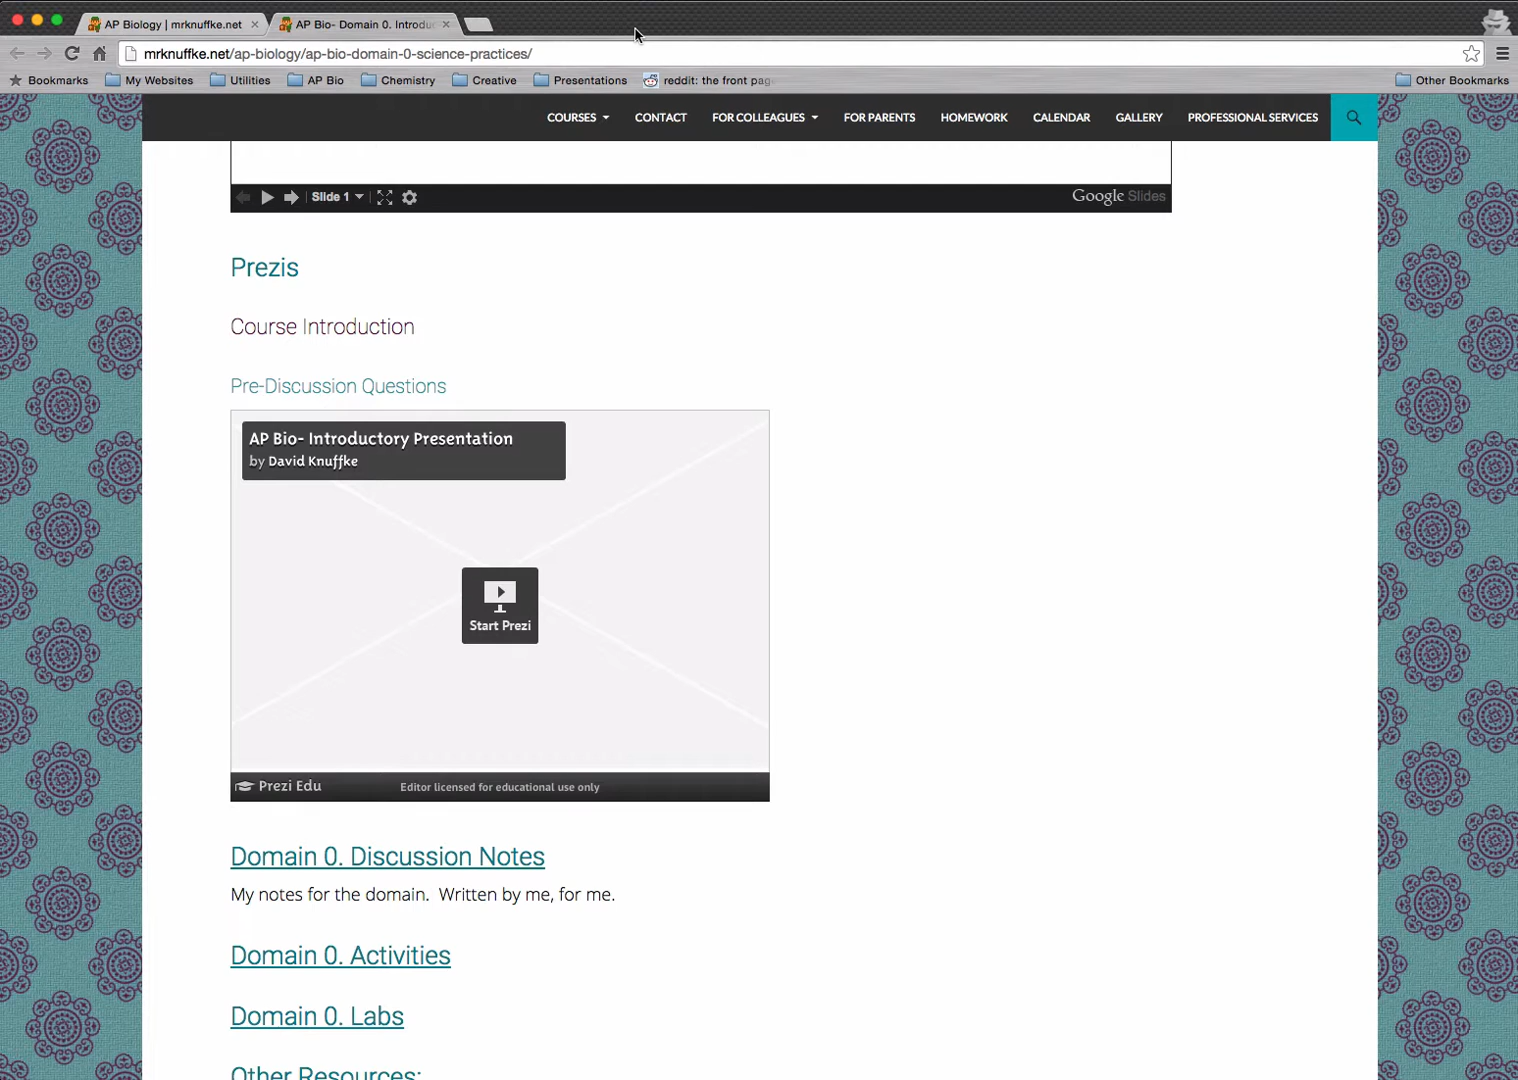 AP Biology | mrknuffke.net
AP Bio- Domain 0. Introdu
mrknuffke.net/ap-biology/ap-bio-domain-0-science-practices/
Bookmarks My Websites Utilities AP Bio Chemistry Creative Presentations reddit: the front pag Other Bookmarks
COURSES CONTACT FOR COLLEAGUES FOR PARENTS HOMEWORK CALENDAR GALLERY PROFESSIONAL SERVICES
Slide 1 Google Slides
Prezis
Course Introduction
Pre-Discussion Questions
AP Bio- Introductory Presentation
by David Knuffke
Start Prezi
Prezi Edu Editor licensed for educational use only
Domain 0. Discussion Notes
My notes for the domain. Written by me, for me.
Domain 0. Activities
Domain 0. Labs
Other Resources: